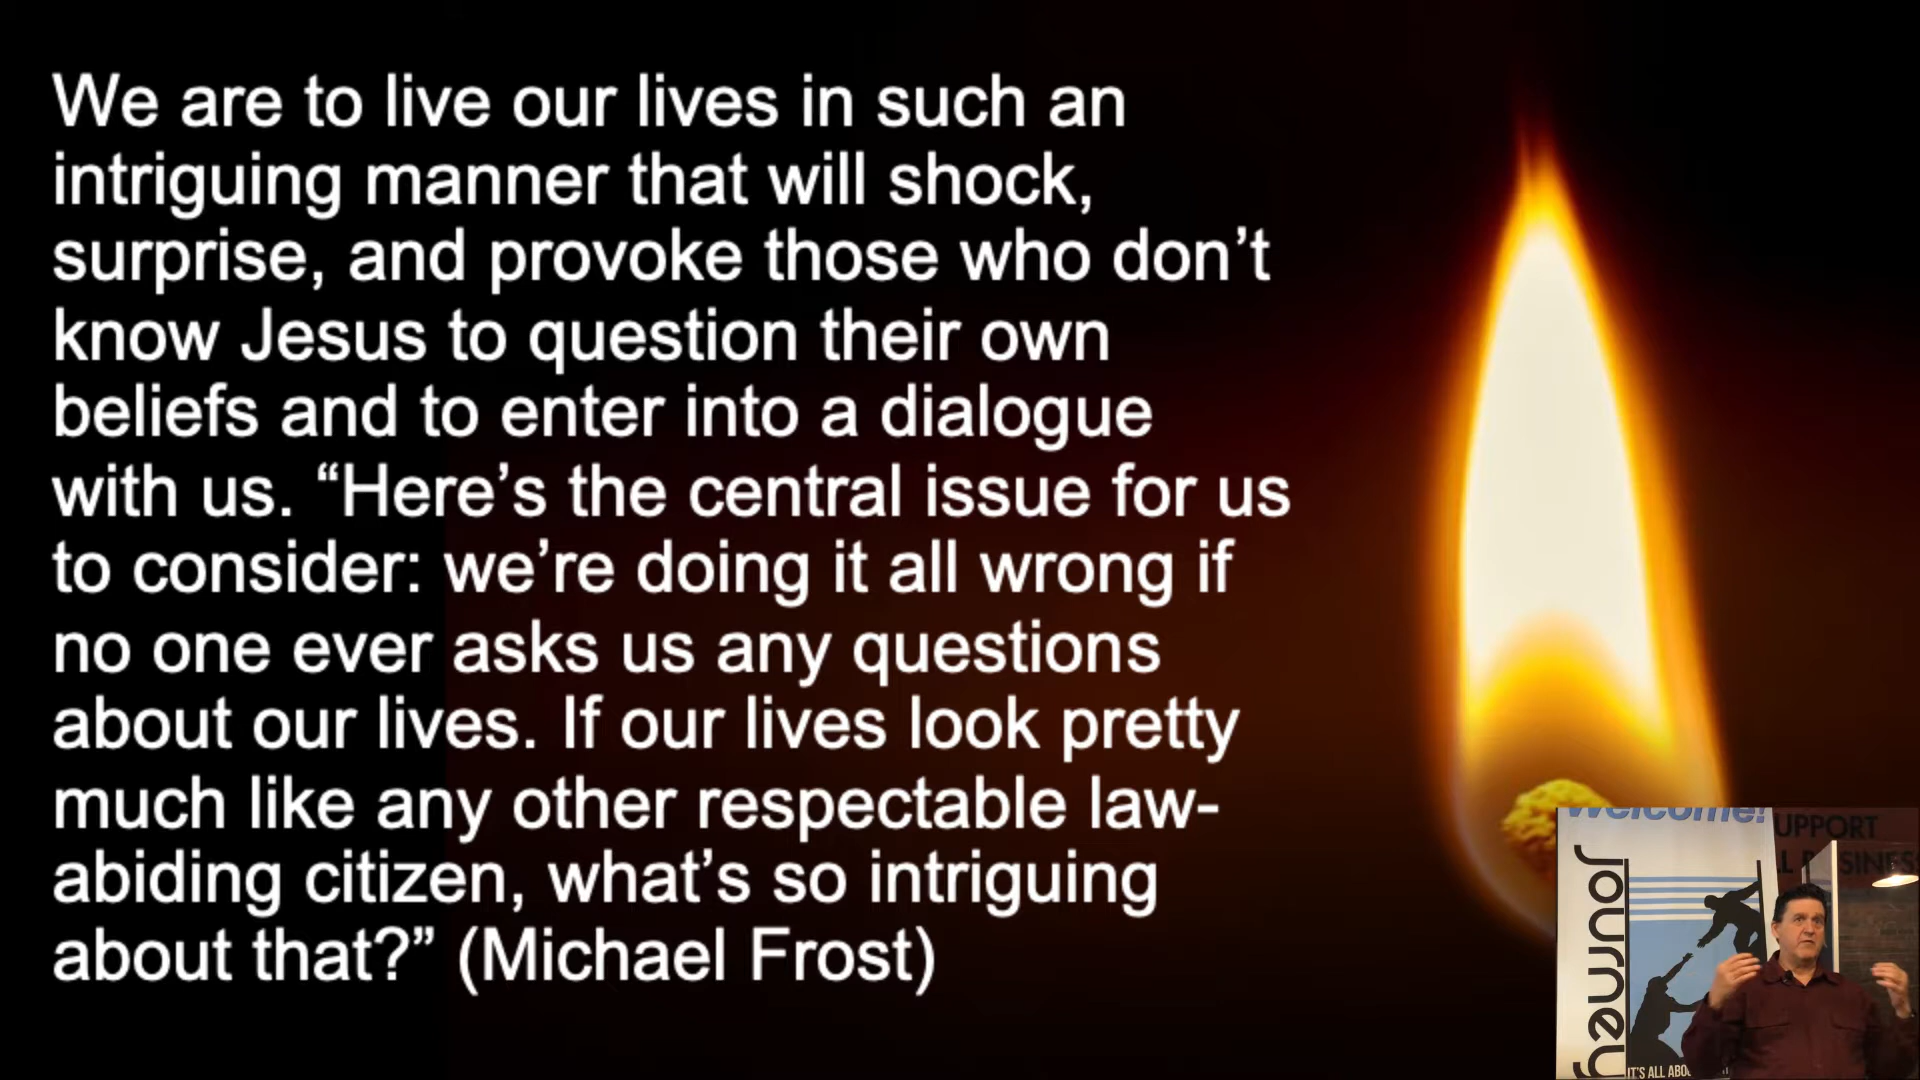 We are to live our lives in such an
intriguing manner that will shock,
surprise, and provoke those who don’t
know Jesus to question their own
beliefs and to enter into a dialogue
with us. “Here’s the central issue for us
to consider: we’re doing it all wrong if
no one ever asks us any questions
about our lives. If our lives look pretty
much like any other respectable law-
abiding citizen, what’s so intriguing
about that?” (Michael Frost)
Welcome!
Journey
IT'S ALL
UPPORT